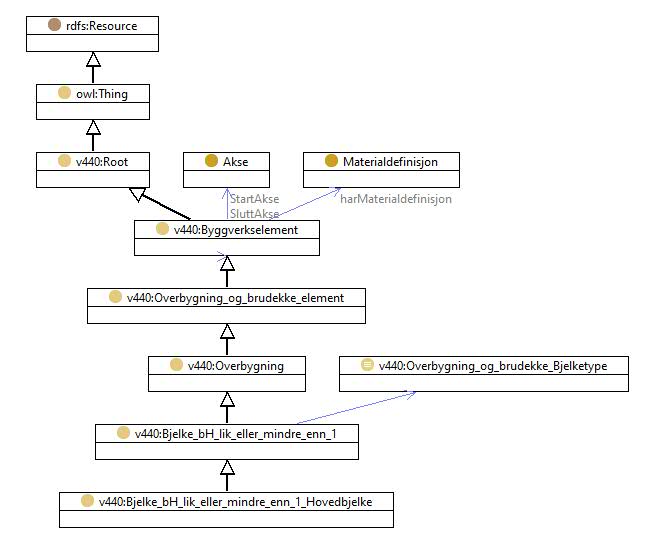 rdfs:Resource
owl:Thing
v440:Root
Akse
Materialdefinisjon
StartAkse
SluttAkse
harMaterialdefinisjon
v440:Byggverkselement
v440:Overbygning_og_brudekke_element
v440:Overbygning
v440:Overbygning_og_brudekke_Bjelketype
v440:Bjelke_bH_lik_eller_mindre_enn_1
v440:Bjelke_bH_lik_eller_mindre_enn_1_Hovedbjelke